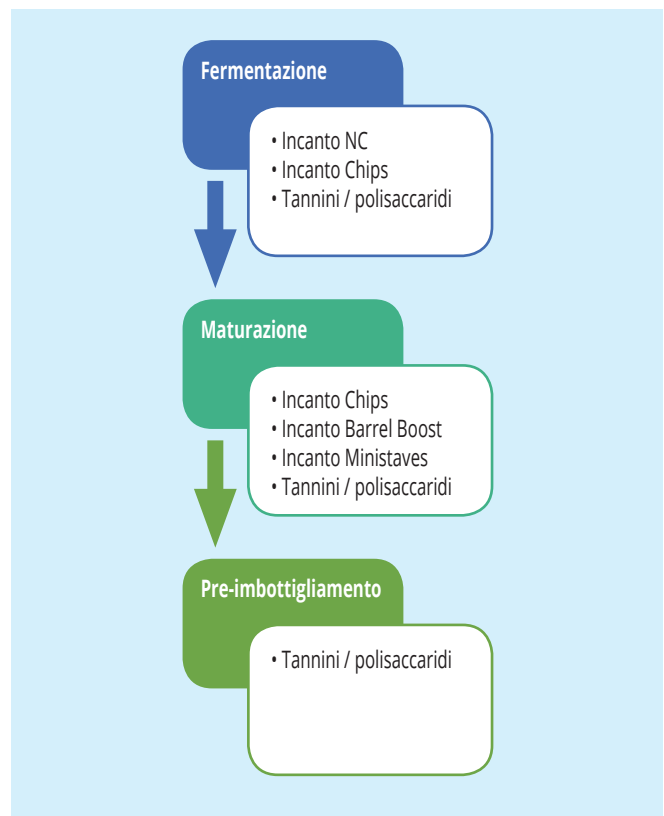 Fermentazione
• Incanto NC
• Incanto Chips
• Tannini / polisaccaridi
Maturazione
• Incanto Chips
• Incanto Barrel Boost
• Incanto Ministaves
• Tannini / polisaccaridi
Pre-imbottigliamento
• Tannini / polisaccaridi